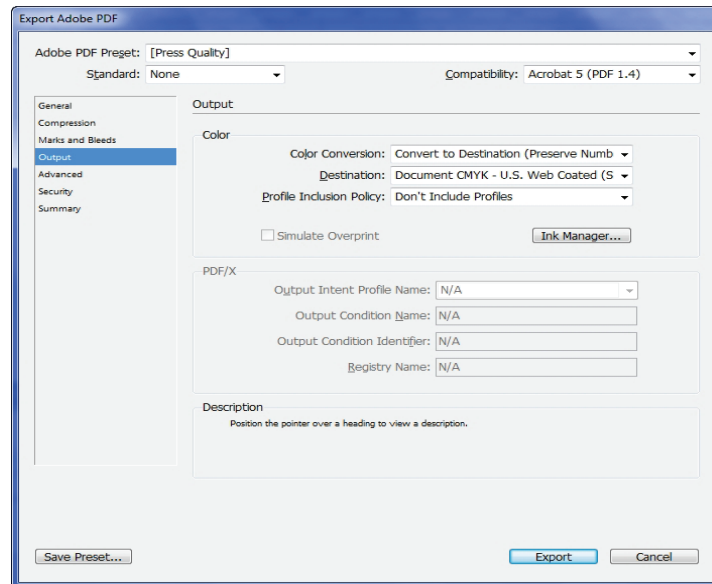 Export Adobe PDF
Adobe PDF Preset: [Press Quality]
Standard: None Compatibility: Acrobat 5 (PDF 1.4)
General
Compression
Marks and Bleeds
Output
Advanced
Security
Summary
Output
Color
Color Conversion: Convert to Destination (Preserve Numb
Destination: Document CMYK - U.S. Web Coated (S
Profile Inclusion Policy: Don't Include Profiles
Simulate Overprint Ink Manager...
PDF/X
Output Intent Profile Name: N/A
Output Condition Name: N/A
Output Condition Identifier: N/A
Registry Name: N/A
Description
Position the pointer over a heading to view a description.
Save Preset... Export Cancel